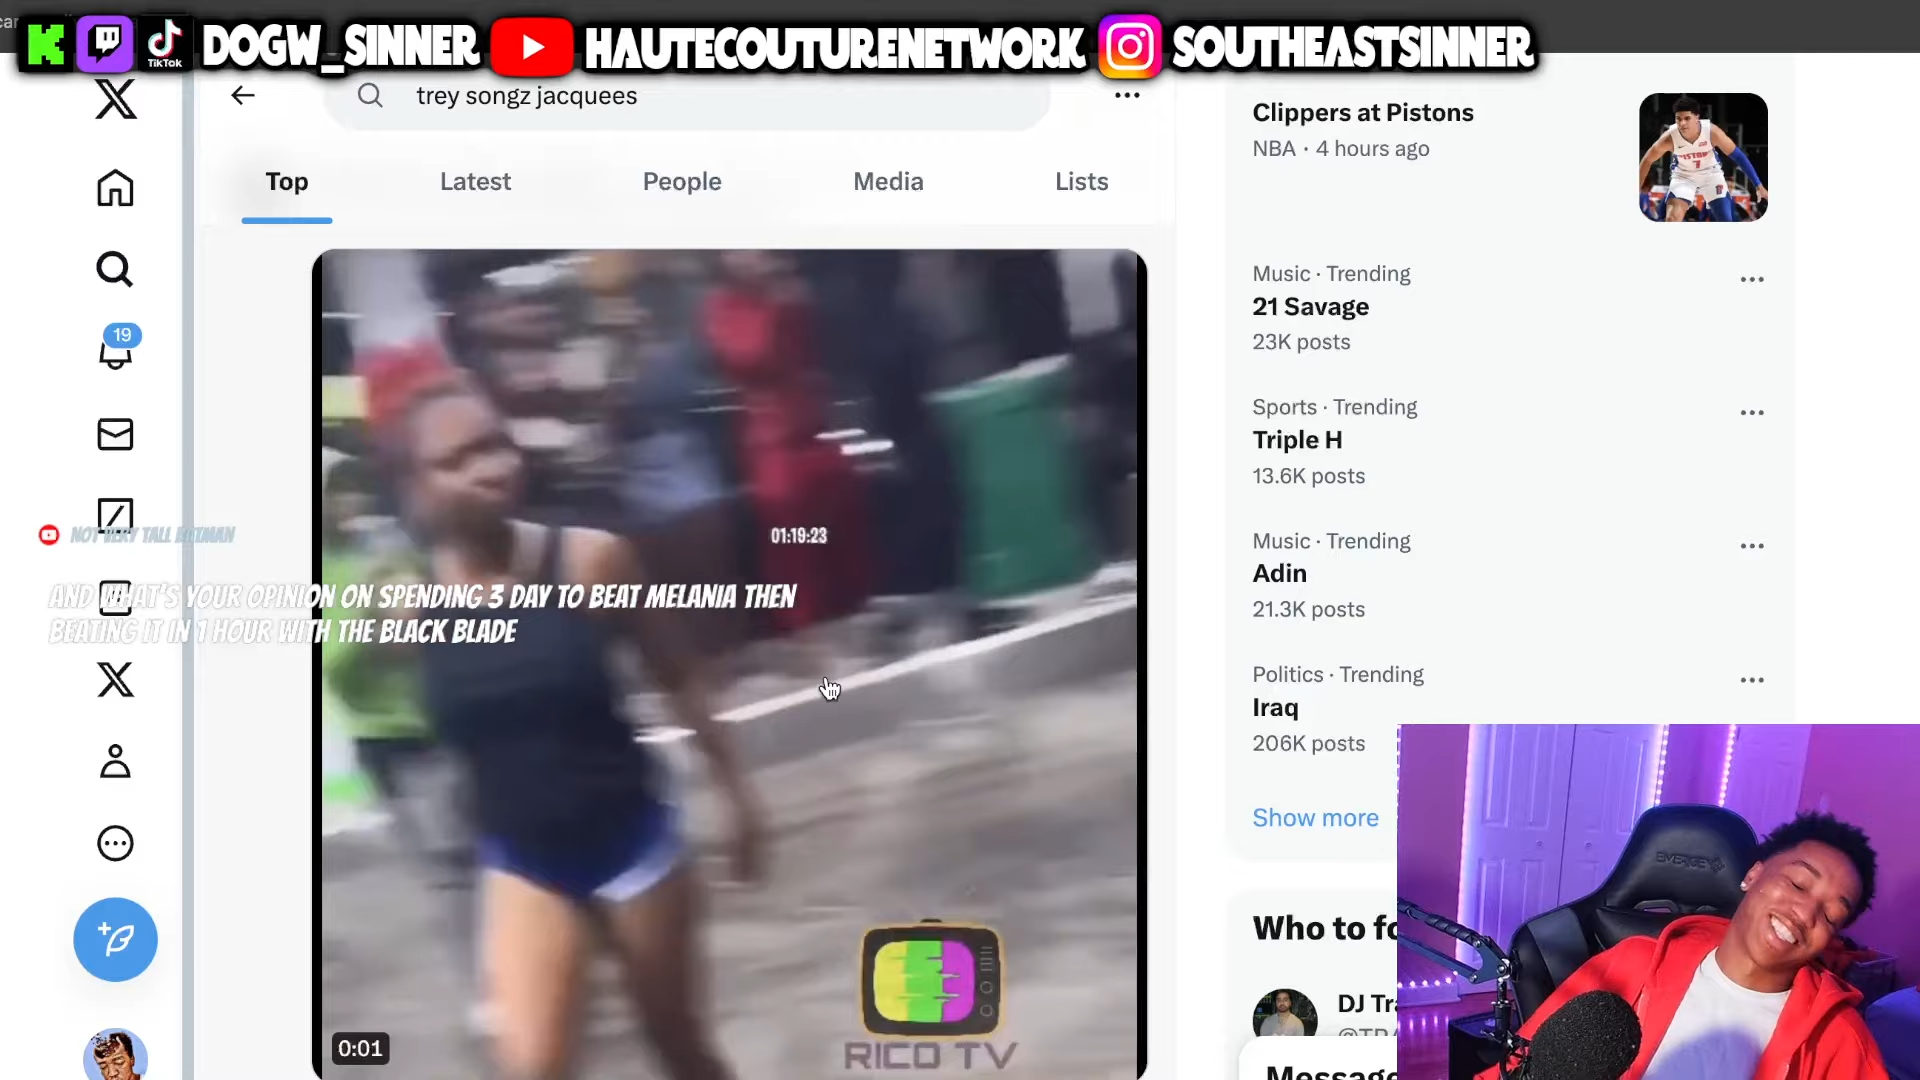 DOGW_SINNER
HAUTECOUTURENETWORK
SOUTHEASTSINNER
TikTok
trey songz jacquees
Top
Latest
People
Media
Lists
19
01:19:23
NOT VERY TALL BATMAN
AND WHAT'S YOUR OPINION ON SPENDING 3 DAY TO BEAT MELANIA THEN
BEATING IT IN 1 HOUR WITH THE BLACK BLADE
0:01
RICO TV
Clippers at Pistons
NBA · 4 hours ago
Music · Trending
21 Savage
23K posts
Sports · Trending
Triple H
13.6K posts
Music · Trending
Adin
21.3K posts
Politics · Trending
Iraq
206K posts
Show more
Who to fo
DJ Tr
Message